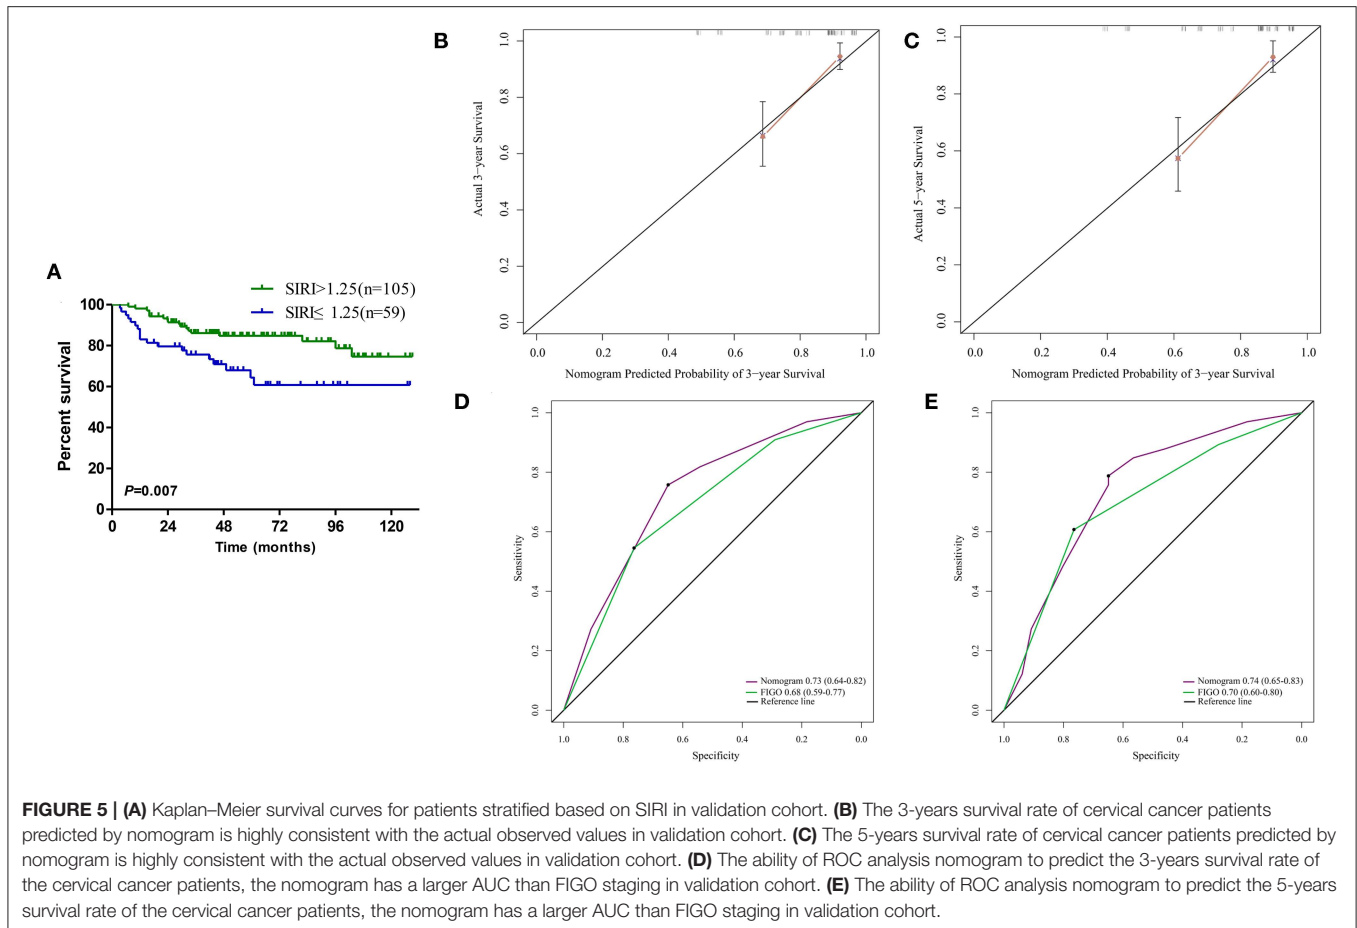 B
Actual 3−year Survival
1.0
0.8
0.6
0.4
0.2
0.0
0.0 0.2 0.4 0.6 0.8 1.0
Nomogram Predicted Probability of 3−year Survival
C
Actual 5−year Survival
1.0
0.8
0.6
0.4
0.2
0.0
0.0 0.2 0.4 0.6 0.8 1.0
Nomogram Predicted Probability of 3−year Survival
A
SIRI>1.25(n=105)
SIRI≤ 1.25(n=59)
Percent survival
100
80
60
40
20
0
P=0.007
0 24 48 72 96 120
Time (months)
D
Sensitivity
1.0
0.8
0.6
0.4
0.2
0.0
Nomogram 0.73 (0.64-0.82)
FIGO 0.68 (0.59-0.77)
Reference line
1.0 0.8 0.6 0.4 0.2 0.0
Specificity
E
Sensitivity
1.0
0.8
0.6
0.4
0.2
0.0
Nomogram 0.74 (0.65-0.83)
FIGO 0.70 (0.60-0.80)
Reference line
1.0 0.8 0.6 0.4 0.2 0.0
Specificity
FIGURE 5 | (A) Kaplan–Meier survival curves for patients stratified based on SIRI in validation cohort. (B) The 3-years survival rate of cervical cancer patients
predicted by nomogram is highly consistent with the actual observed values in validation cohort. (C) The 5-years survival rate of cervical cancer patients predicted by
nomogram is highly consistent with the actual observed values in validation cohort. (D) The ability of ROC analysis nomogram to predict the 3-years survival rate of
the cervical cancer patients, the nomogram has a larger AUC than FIGO staging in validation cohort. (E) The ability of ROC analysis nomogram to predict the 5-years
survival rate of the cervical cancer patients, the nomogram has a larger AUC than FIGO staging in validation cohort.